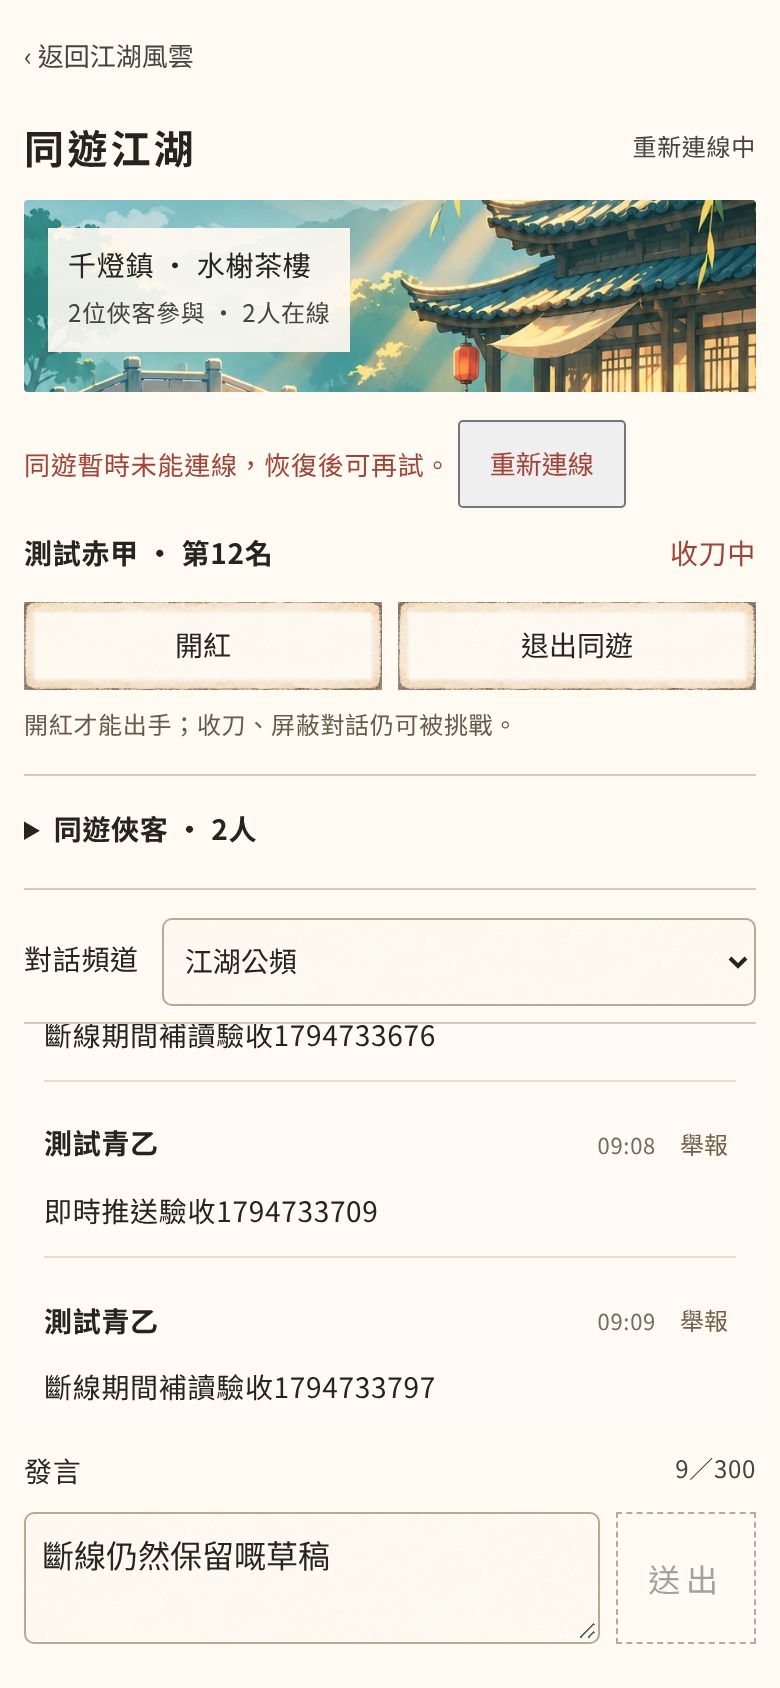 ‹ 返回江湖風雲
同遊江湖
重新連線中
千燈鎮 · 水榭茶樓
2位俠客參與 · 2人在線
同遊暫時未能連線，恢復後可再試。
重新連線
測試赤甲 · 第12名
收刀中
開紅
退出同遊
開紅才能出手；收刀、屏蔽對話仍可被挑戰。
▶ 同遊俠客 · 2人
對話頻道
江湖公頻
斷線期間補讀驗收1794733676
測試青乙
09:08 舉報
即時推送驗收1794733709
測試青乙
09:09 舉報
斷線期間補讀驗收1794733797
發言
9／300
斷線仍然保留嘅草稿
送出